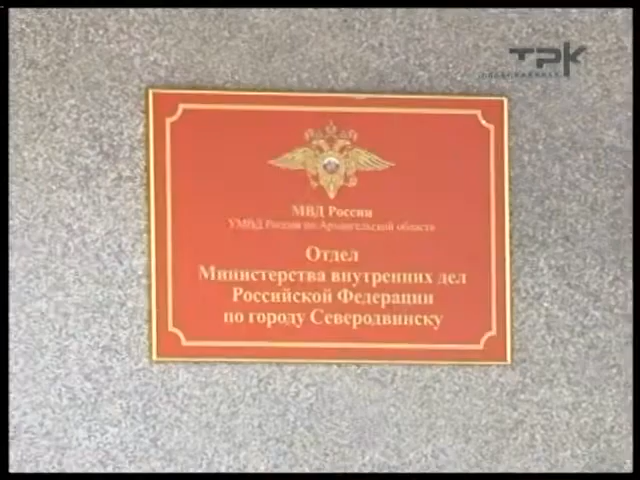 ТРК
МВД России
УМВД России по Архангельской области
Отдел
Министерства внутренних дел
Российской Федерации
по городу Северодвинску